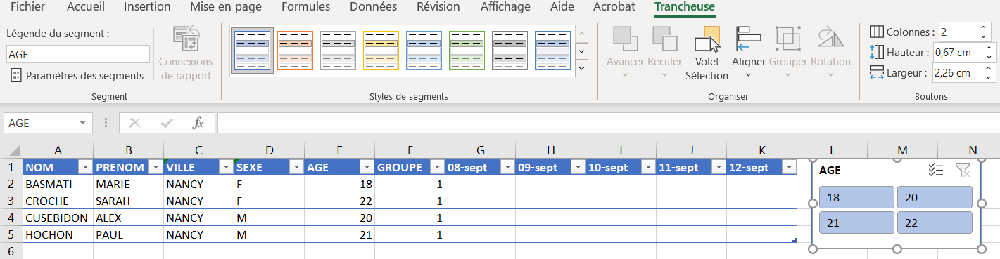 Fichier Accueil Insertion Mise en page Formules Données Révision Affichage Aide Acrobat Trancheuse
Légende du segment :
AGE
Paramètres des segments
Connexions
de rapport
Segment
Styles de segments
Avancer Reculer Volet Sélection Aligner Grouper Rotation
Organiser
Colonnes : 2
Hauteur : 0,67 cm
Largeur : 2,26 cm
Boutons
AGE fx
A B C D E F G H I J K L M N
1 NOM PRENOM VILLE SEXE AGE GROUPE 08-sept 09-sept 10-sept 11-sept 12-sept
2 BASMATI MARIE NANCY F 18 1
3 CROCHE SARAH NANCY F 22 1
4 CUSEBIDON ALEX NANCY M 20 1
5 HOCHON PAUL NANCY M 21 1
6
AGE
18 20
21 22